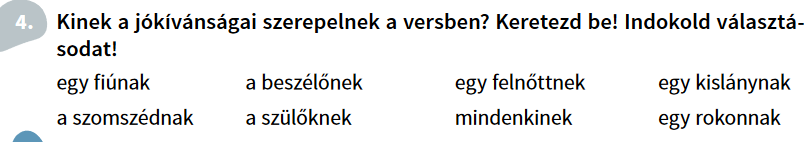 4. Kinek a jókívánságai szerepelnek a versben? Keretezd be! Indokold választá-
sodat!
egy fiúnak a beszélőnek egy felnőttnek egy kislánynak
a szomszédnak a szülőknek mindenkinek egy rokonnak